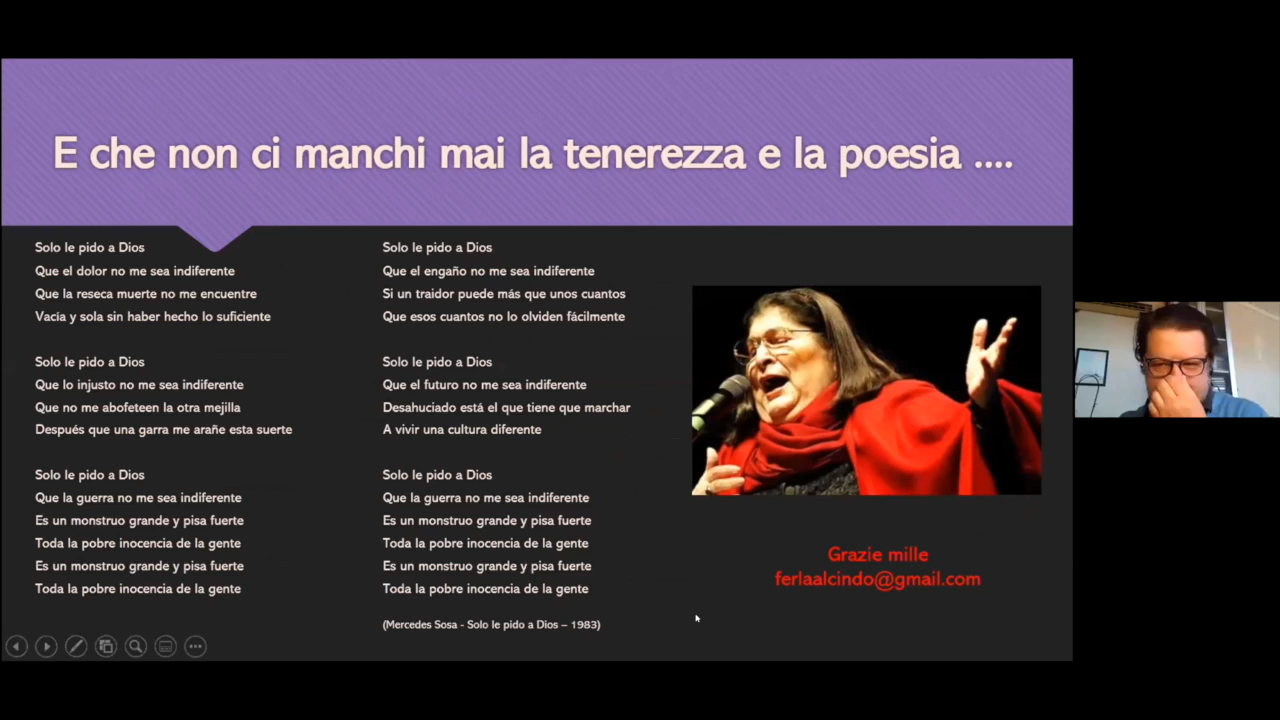 E che non ci manchi mai la tenerezza e la poesia ....
Solo le pido a Dios
Que el dolor no me sea indiferente
Que la reseca muerte no me encuentre
Vacía y sola sin haber hecho lo suficiente
Solo le pido a Dios
Que lo injusto no me sea indiferente
Que no me abofeteen la otra mejilla
Después que una garra me arañe esta suerte
Solo le pido a Dios
Que la guerra no me sea indiferente
Es un monstruo grande y pisa fuerte
Toda la pobre inocencia de la gente
Es un monstruo grande y pisa fuerte
Toda la pobre inocencia de la gente
Solo le pido a Dios
Que el engaño no me sea indiferente
Si un traidor puede más que unos cuantos
Que esos cuantos no lo olviden fácilmente
Solo le pido a Dios
Que el futuro no me sea indiferente
Desahuciado está el que tiene que marchar
A vivir una cultura diferente
Solo le pido a Dios
Que la guerra no me sea indiferente
Es un monstruo grande y pisa fuerte
Toda la pobre inocencia de la gente
Es un monstruo grande y pisa fuerte
Toda la pobre inocencia de la gente
(Mercedes Sosa - Solo le pido a Dios – 1983)
Grazie mille
ferlaalcindo@gmail.com